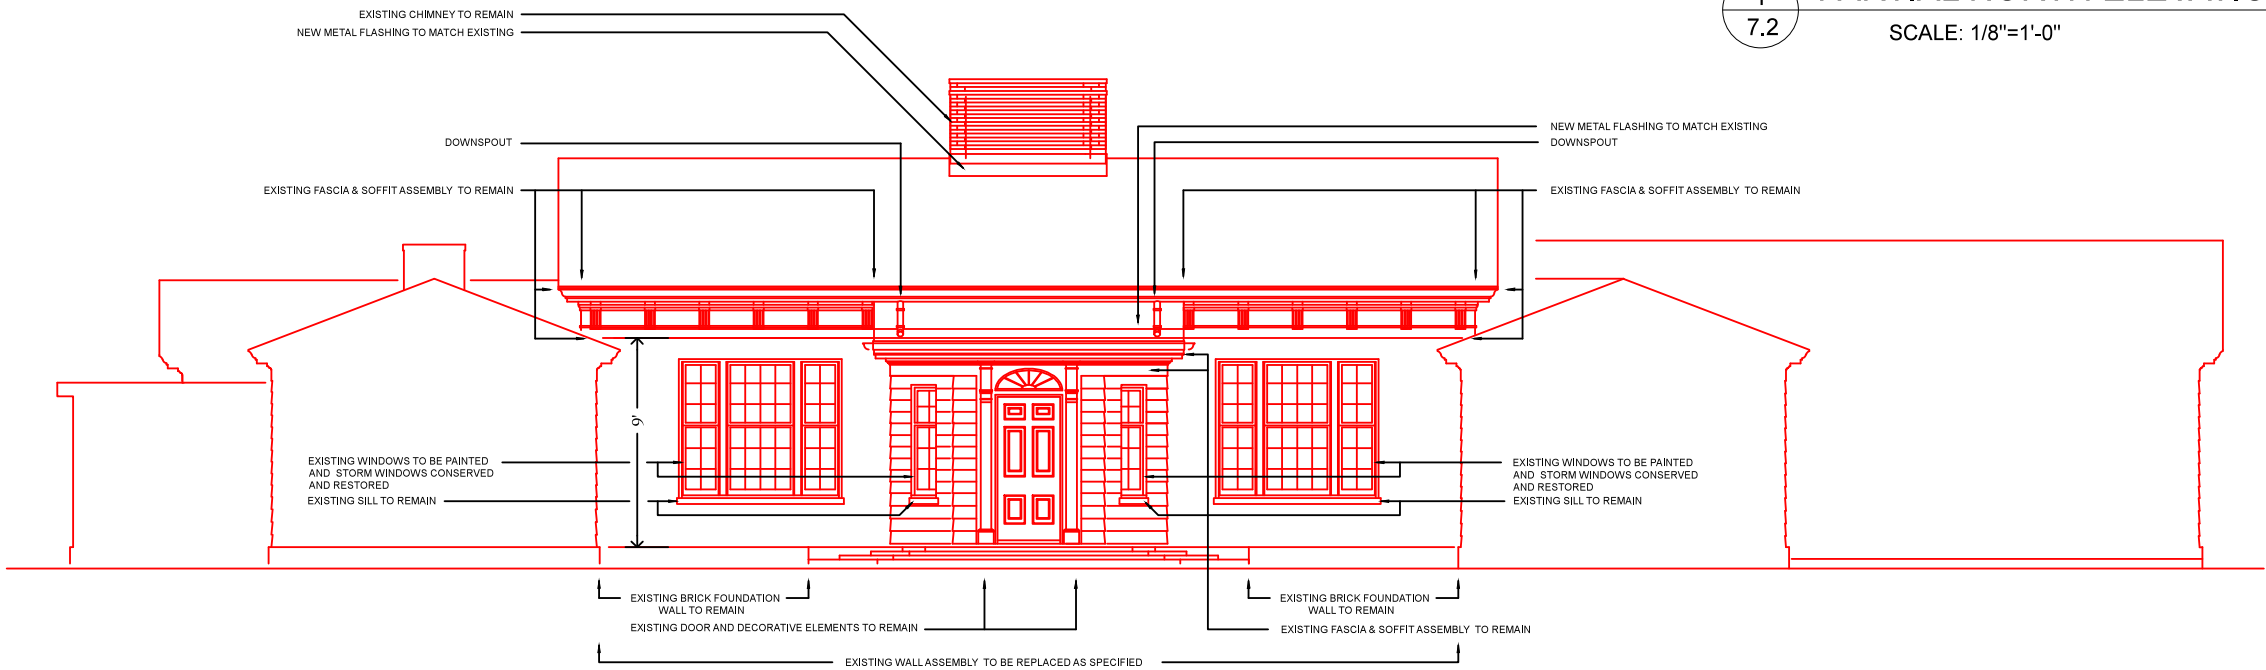 EXISTING CHIMNEY TO REMAIN
NEW METAL FLASHING TO MATCH EXISTING
7.2
SCALE: 1/8"=1'-0"
DOWNSPOUT
NEW METAL FLASHING TO MATCH EXISTING
DOWNSPOUT
EXISTING FASCIA & SOFFIT ASSEMBLY TO REMAIN
EXISTING FASCIA & SOFFIT ASSEMBLY TO REMAIN
9'
EXISTING WINDOWS TO BE PAINTED
AND STORM WINDOWS CONSERVED
AND RESTORED
EXISTING SILL TO REMAIN
EXISTING WINDOWS TO BE PAINTED
AND STORM WINDOWS CONSERVED
AND RESTORED
EXISTING SILL TO REMAIN
EXISTING BRICK FOUNDATION
WALL TO REMAIN
EXISTING DOOR AND DECORATIVE ELEMENTS TO REMAIN
EXISTING BRICK FOUNDATION
WALL TO REMAIN
EXISTING FASCIA & SOFFIT ASSEMBLY TO REMAIN
EXISTING WALL ASSEMBLY TO BE REPLACED AS SPECIFIED